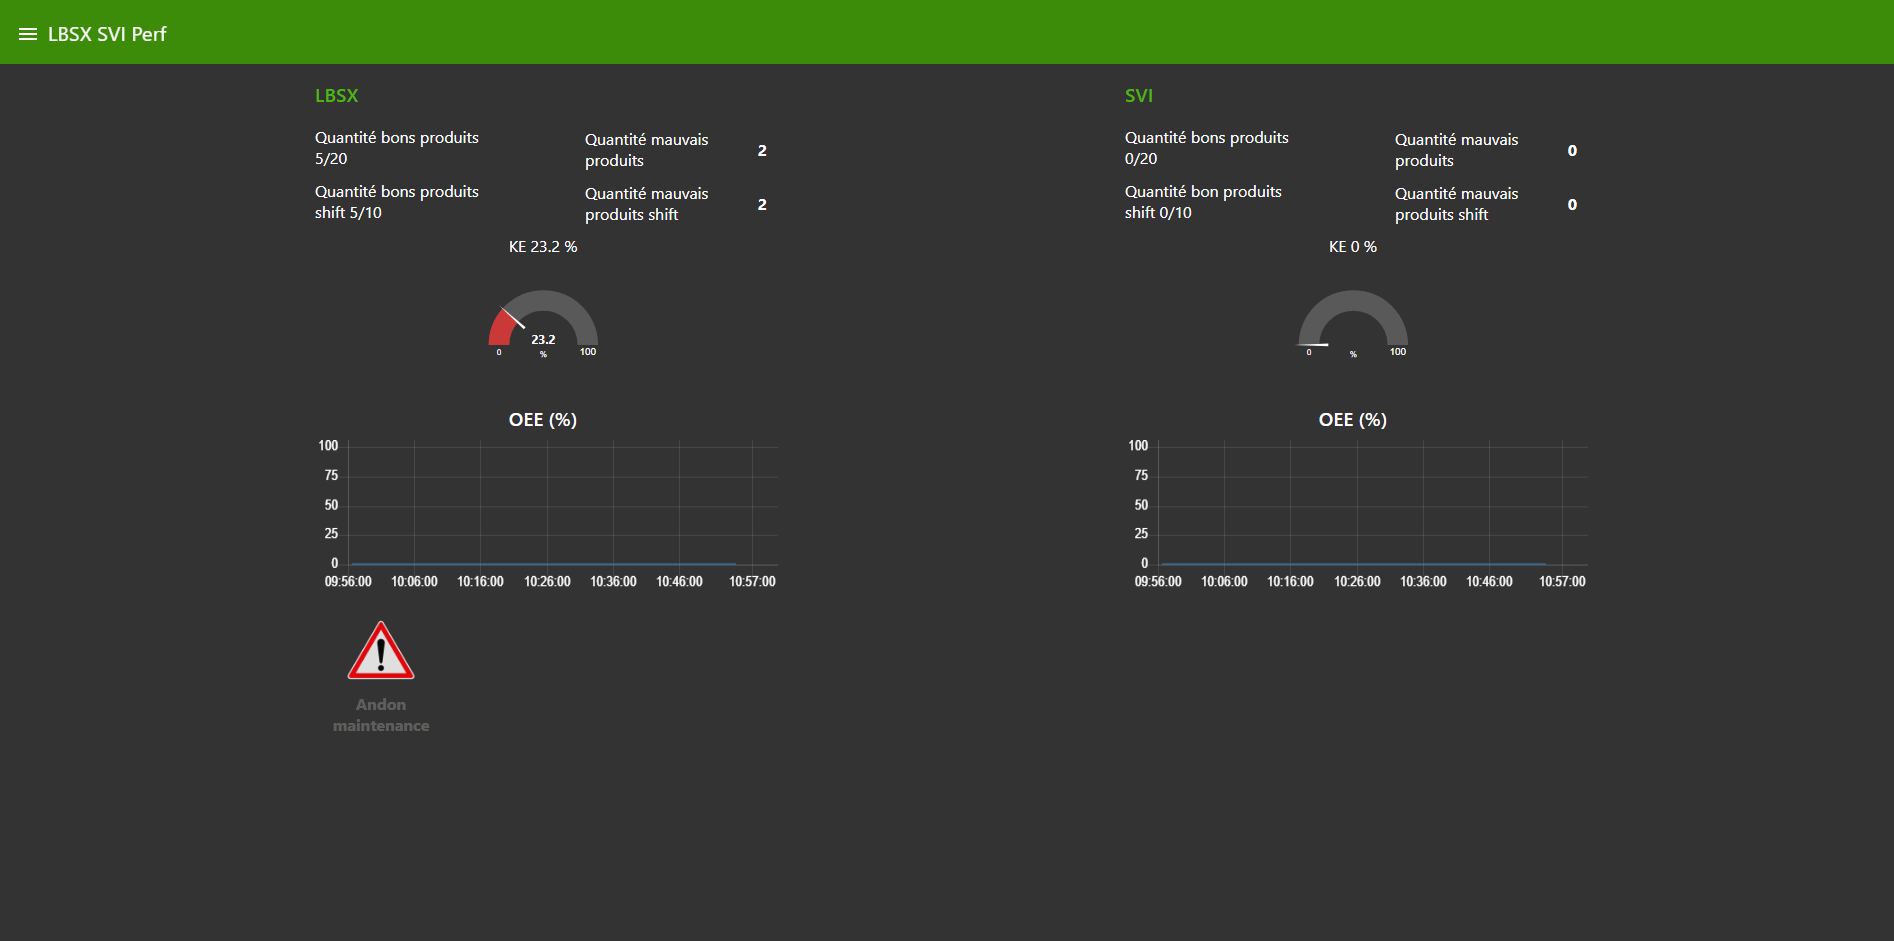 LBSX SVI Perf
LBSX
Quantité bons produits
5/20
Quantité mauvais
produits
2
Quantité bons produits
shift 5/10
Quantité mauvais
produits shift
2
KE 23.2 %
23.2
0
%
100
OEE (%)
100
75
50
25
0
09:56:00 10:06:00 10:16:00 10:26:00 10:36:00 10:46:00 10:57:00
Andon
maintenance
SVI
Quantité bons produits
0/20
Quantité mauvais
produits
0
Quantité bon produits
shift 0/10
Quantité mauvais
produits shift
0
KE 0 %
0
%
100
OEE (%)
100
75
50
25
0
09:56:00 10:06:00 10:16:00 10:26:00 10:36:00 10:46:00 10:57:00